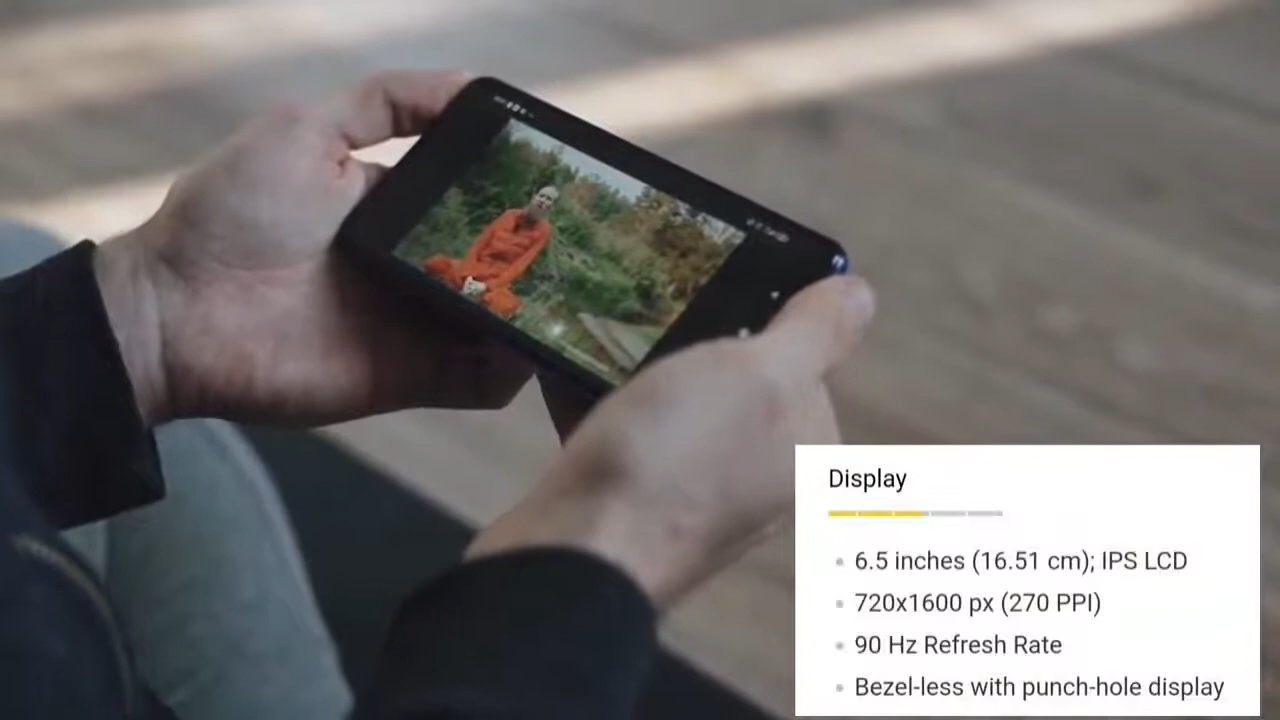 Display
6.5 inches (16.51 cm); IPS LCD
720x1600 px (270 PPI)
90 Hz Refresh Rate
Bezel-less with punch-hole display